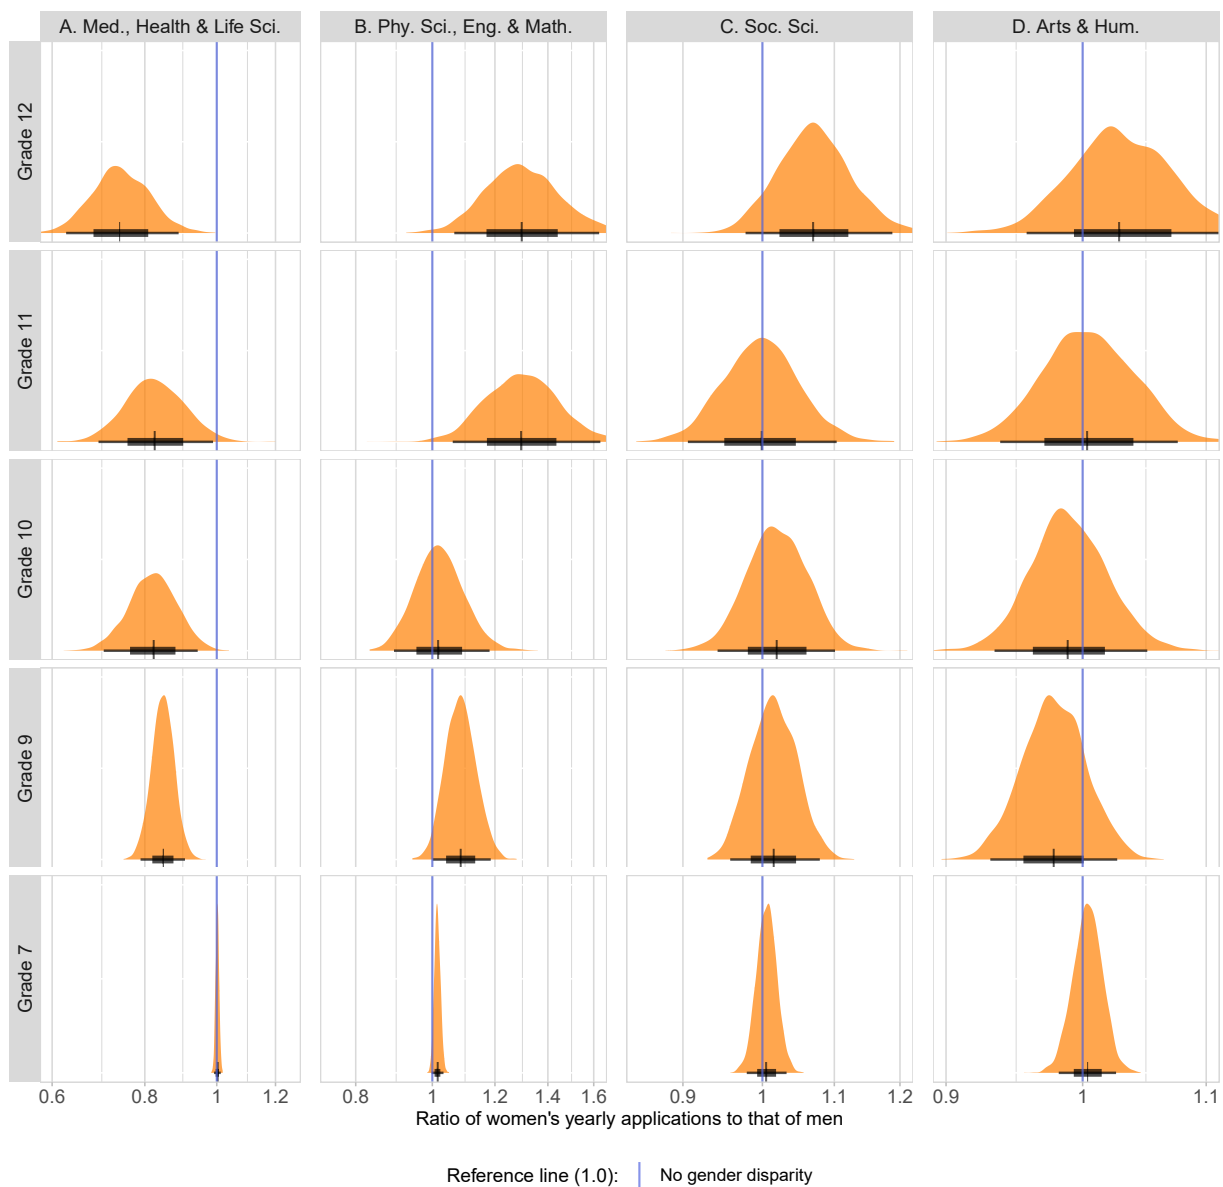 A. Med., Health & Life Sci.
B. Phy. Sci., Eng. & Math.
C. Soc. Sci.
D. Arts & Hum.
Grade 12
Grade 11
Grade 10
Grade 9
Grade 7
0.6 0.8 1 1.2
0.8 1 1.2 1.4 1.6
0.9 1 1.1 1.2
0.9 1 1.1
Ratio of women's yearly applications to that of men
Reference line (1.0): No gender disparity